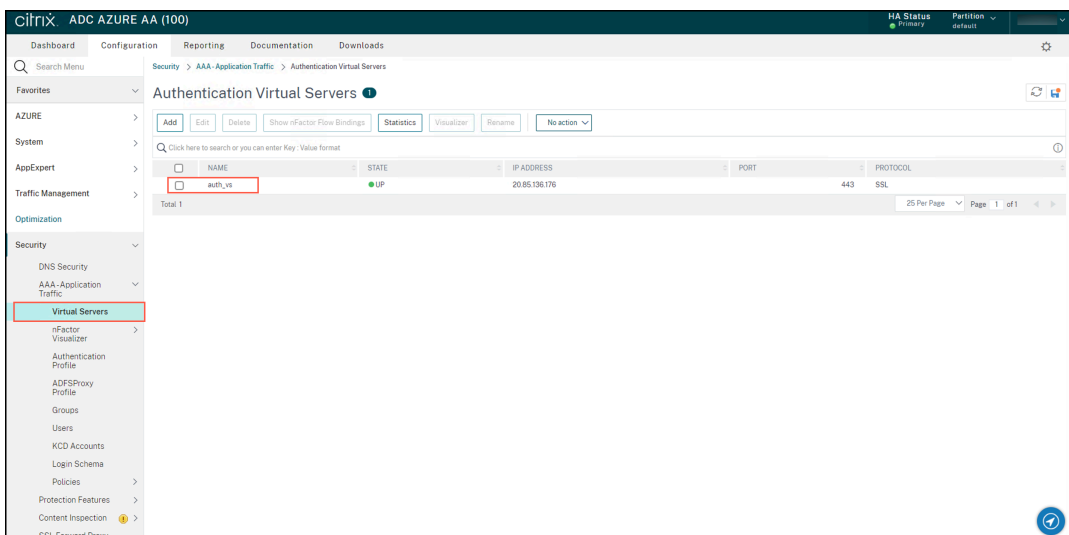 citrix. ADC AZURE AA (100)
HA Status
Primary
Partition
default
Dashboard Configuration Reporting Documentation Downloads
Search Menu
Favorites
AZURE
System
AppExpert
Traffic Management
Optimization
Security
DNS Security
AAA - Application
Traffic
Virtual Servers
nFactor
Visualizer
Authentication
Profile
ADFSProxy
Profile
Groups
Users
KCD Accounts
Login Schema
Policies
Protection Features
Content Inspection
SSL Forward Proxy
Security > AAA - Application Traffic > Authentication Virtual Servers
Authentication Virtual Servers 1
Add Edit Delete Show nFactor Flow Bindings Statistics Visualizer Rename No action
Click here to search or you can enter Key : Value format
NAME STATE IP ADDRESS PORT PROTOCOL
auth_vs UP 20.85.136.176 443 SSL
Total 1 25 Per Page Page 1 of 1